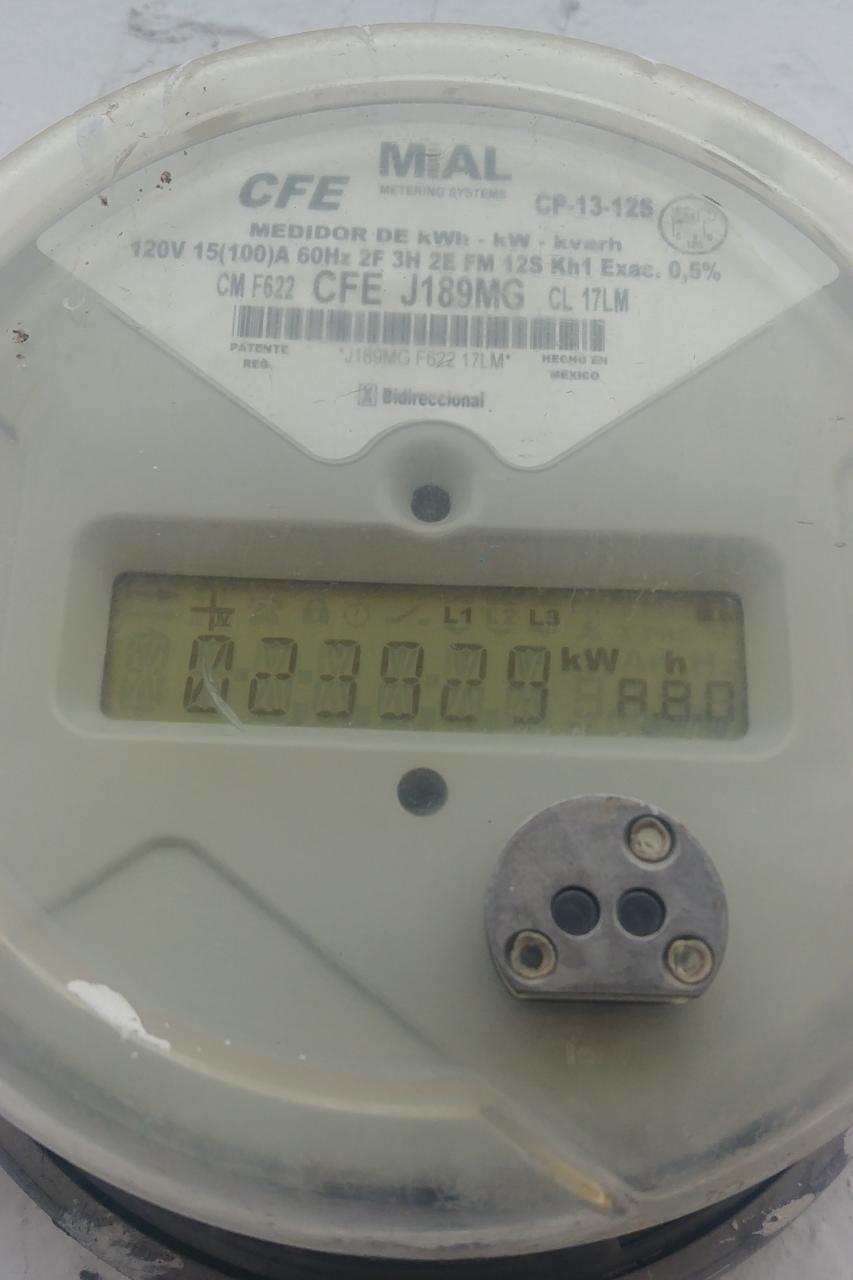 MiAL
METERING SYSTEMS
CFE
CP-13-12S
MEDIDOR DE kWh - kW - kvarh
120V 15(100)A 60Hz 2F 3H 2E FM 12S Kh1 Exac. 0,5%
CM F622 CFE J189MG CL 17LM
PATENTE REG.
*J189MG F622 17LM*
HECHO EN MEXICO
X Bidireccional
IV L1 L3
023929 kWh
8.8.0